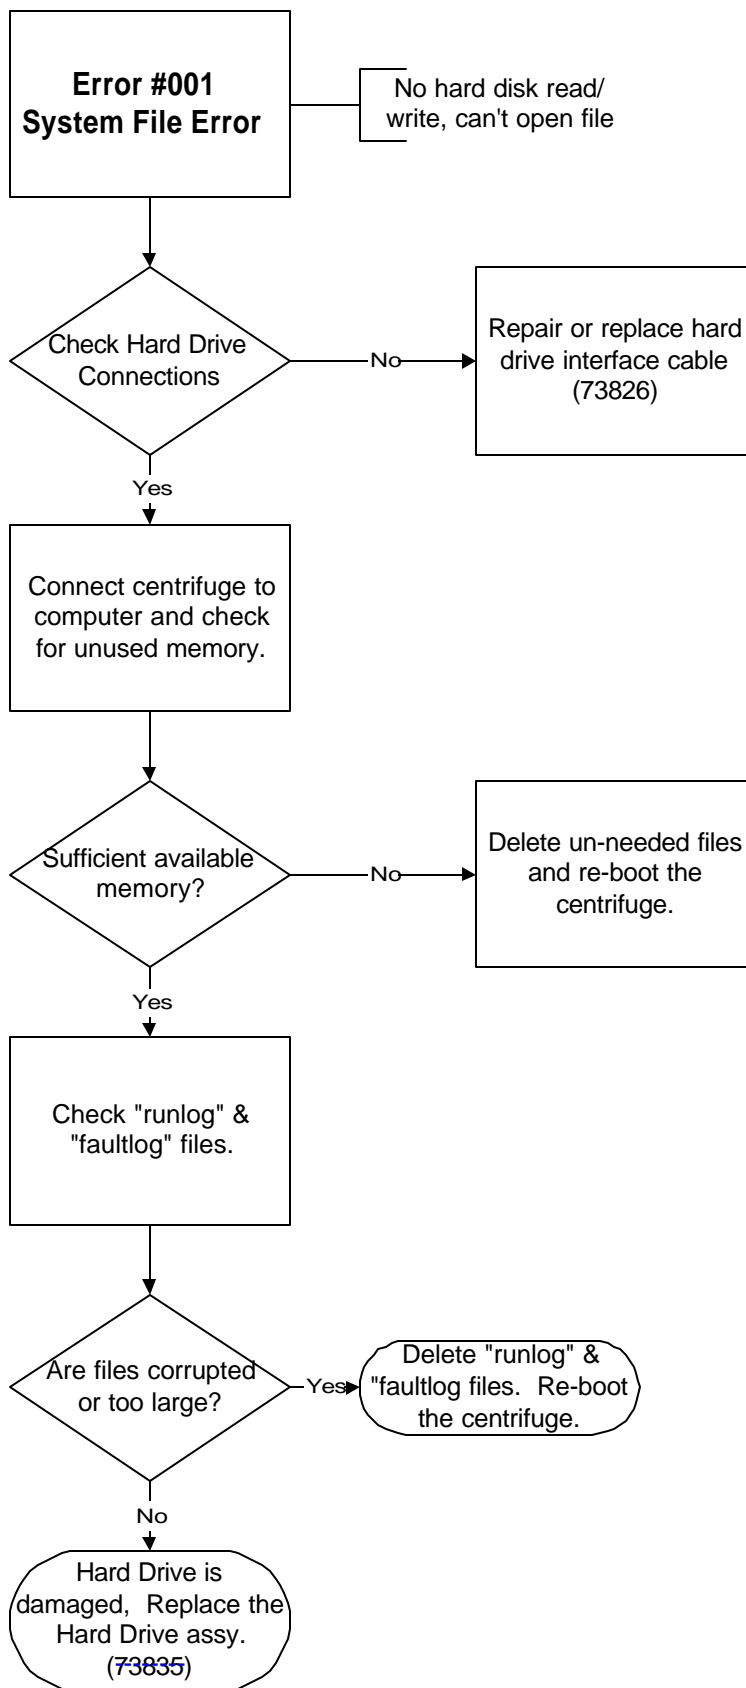 Error #001
System File Error
No hard disk read/
write, can't open file
Check Hard Drive
Connections
No
Repair or replace hard
drive interface cable
(73826)
Yes
Connect centrifuge to
computer and check
for unused memory.
Sufficient available
memory?
No
Delete un-needed files
and re-boot the
centrifuge.
Yes
Check "runlog" &
"faultlog" files.
Are files corrupted
or too large?
Yes
Delete "runlog" &
"faultlog files.  Re-boot
the centrifuge.
No
Hard Drive is
damaged,  Replace the
Hard Drive assy.
(73835)